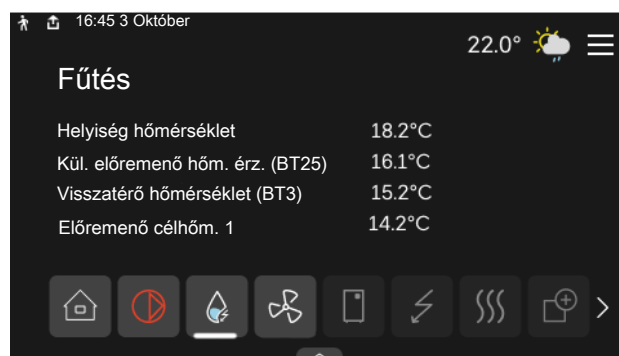 16:45 3 Október
22.0°
Fűtés
Helyiség hőmérséklet 18.2°C
Kül. előremenő hőm. érz. (BT25) 16.1°C
Visszatérő hőmérséklet (BT3) 15.2°C
Előremenő célhőm. 1 14.2°C